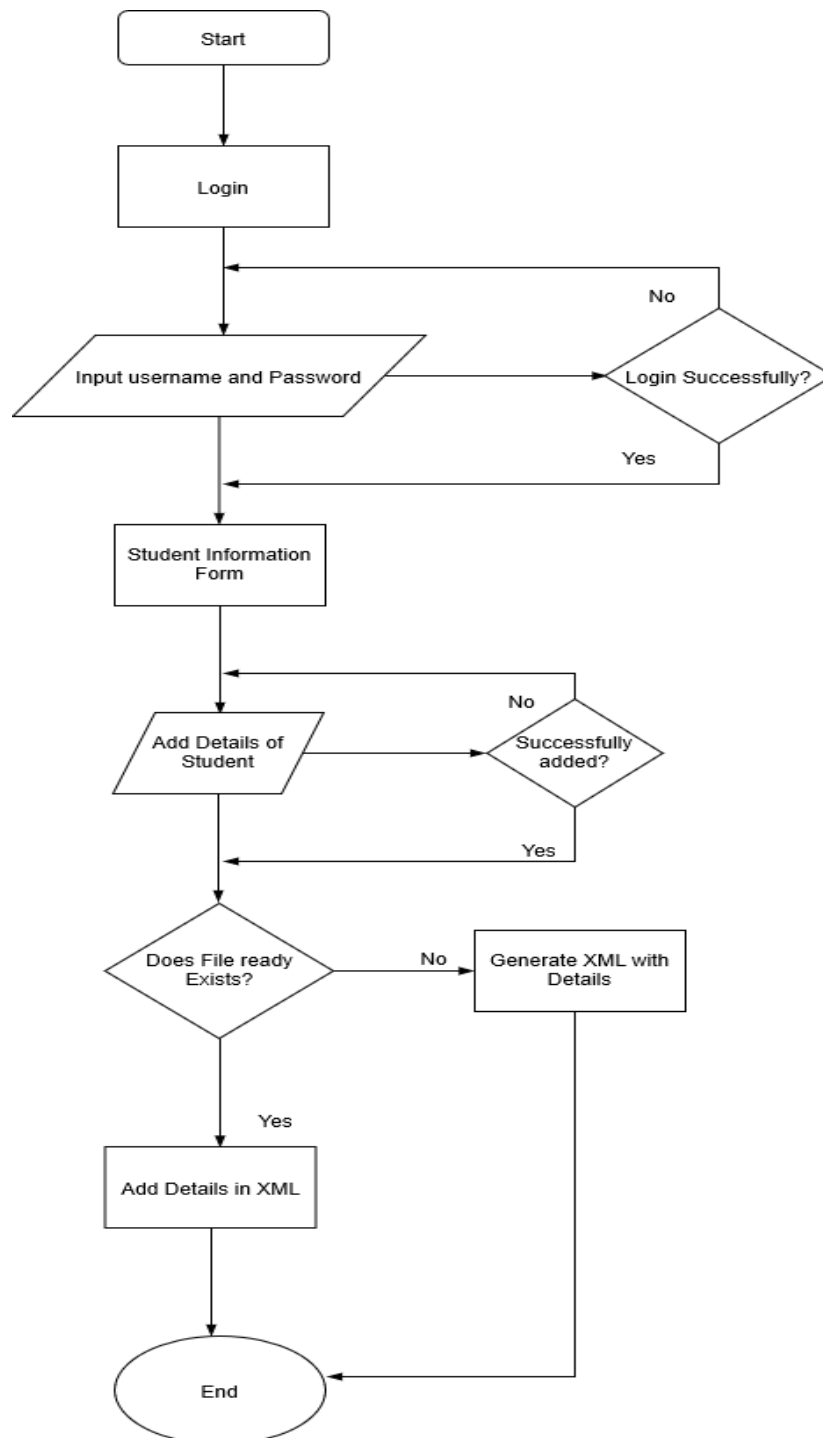 Start
Login
No
Input username and Password
Login Successfully?
Yes
Student Information
Form
No
Add Details of
Student
Successfully
added?
Yes
Does File ready
Exists?
No
Generate XML with
Details
Yes
Add Details in XML
End